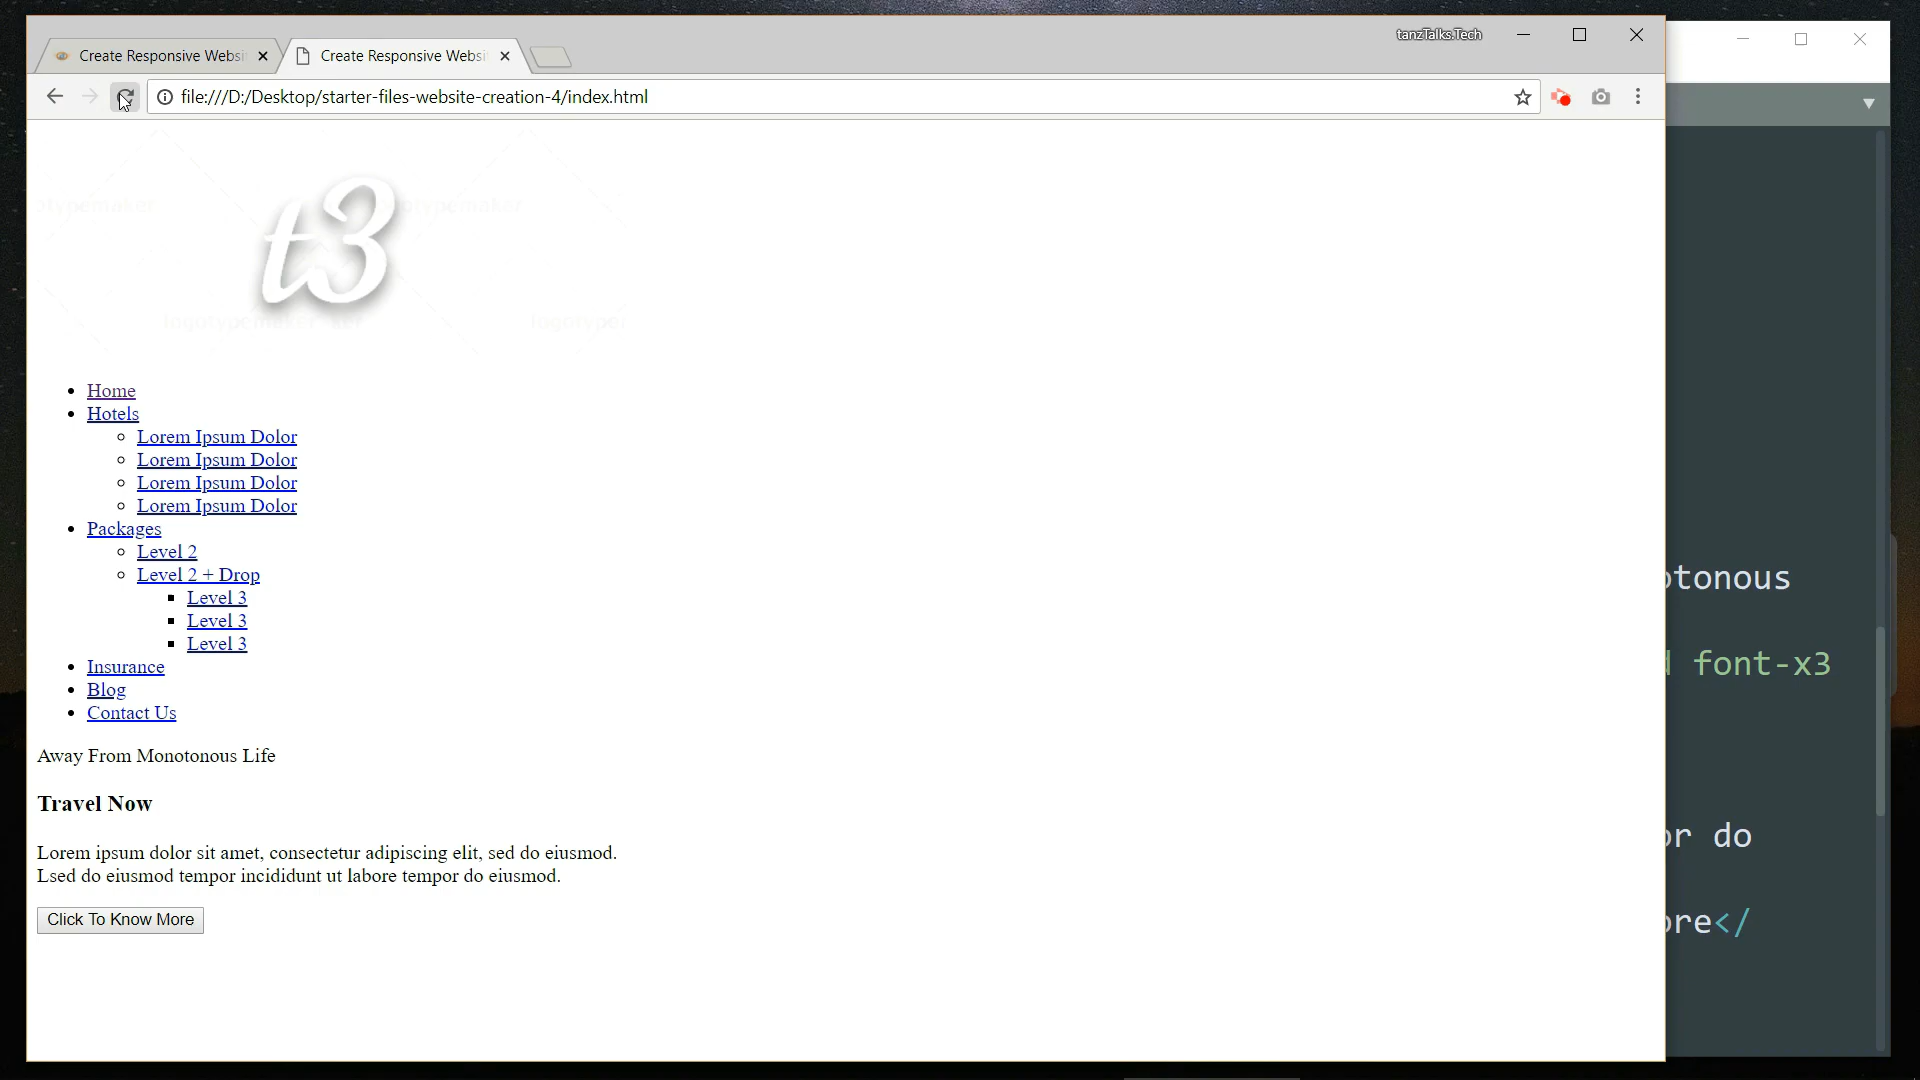 tanzTalks.Tech
Create Responsive Websi
Create Responsive Websi
file:///D:/Desktop/starter-files-website-creation-4/index.html
t3
Home
Hotels
Lorem Ipsum Dolor
Lorem Ipsum Dolor
Lorem Ipsum Dolor
Lorem Ipsum Dolor
Packages
Level 2
Level 2 + Drop
Level 3
Level 3
Level 3
Insurance
Blog
Contact Us
Away From Monotonous Life
Travel Now
Lorem ipsum dolor sit amet, consectetur adipiscing elit, sed do eiusmod.
Lsed do eiusmod tempor incididunt ut labore tempor do eiusmod.
Click To Know More
otonous
font-x3
or do
ore</